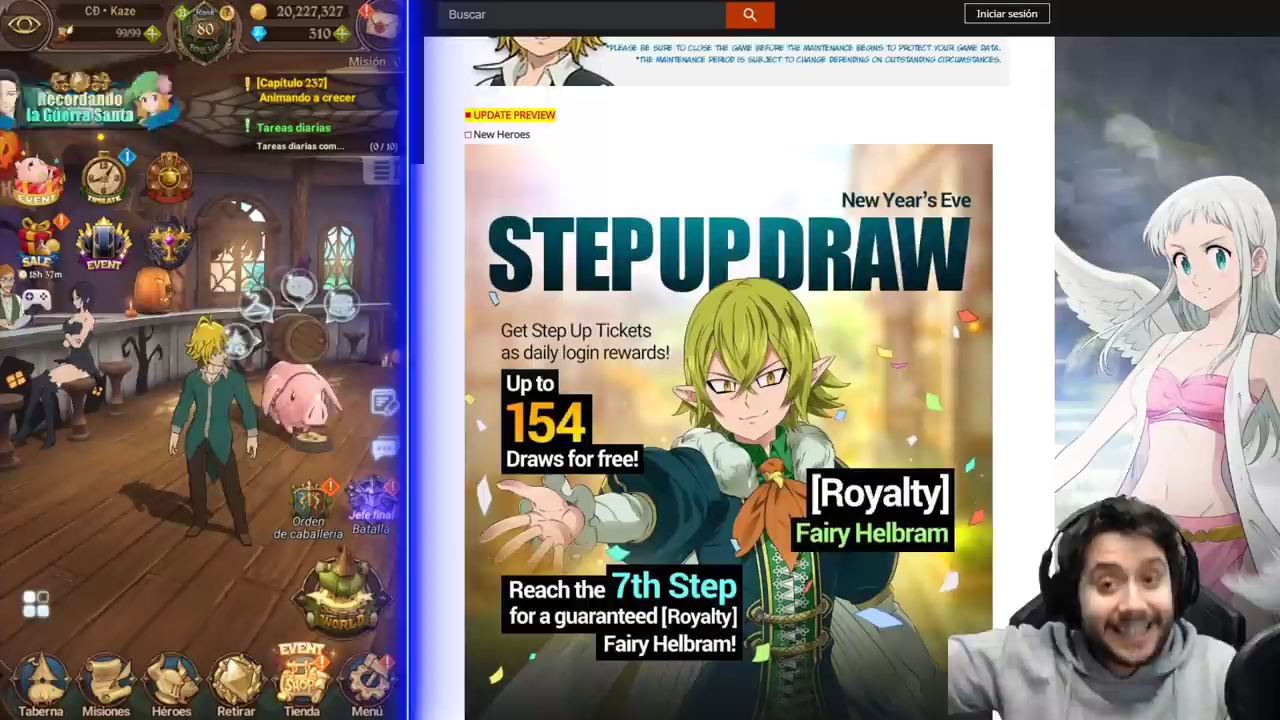 CĐ • Kaze
99/99
Rank
80
20,227,327
310
Misión
Recordando
la Guerra Santa
[Capítulo 237]
Animando a crecer
Tareas diarias
Tareas diarias com...
(0 / 10)
EVENT
SALE
18h 37m
EVENT
Orden
de caballería
Jefe final
Batalla
WORLD
EVENT
SHOP
Taberna
Misiones
Héroes
Retirar
Tienda
Menú
Buscar
Iniciar sesión
*PLEASE BE SURE TO CLOSE THE GAME BEFORE THE MAINTENANCE BEGINS TO PROTECT YOUR GAME DATA.
*THE MAINTENANCE PERIOD IS SUBJECT TO CHANGE DEPENDING ON OUTSTANDING CIRCUMSTANCES.
■ UPDATE PREVIEW
□ New Heroes
New Year's Eve
STEP UP DRAW
Get Step Up Tickets
as daily login rewards!
Up to
154
Draws for free!
[Royalty]
Fairy Helbram
Reach the 7th Step
for a guaranteed [Royalty]
Fairy Helbram!